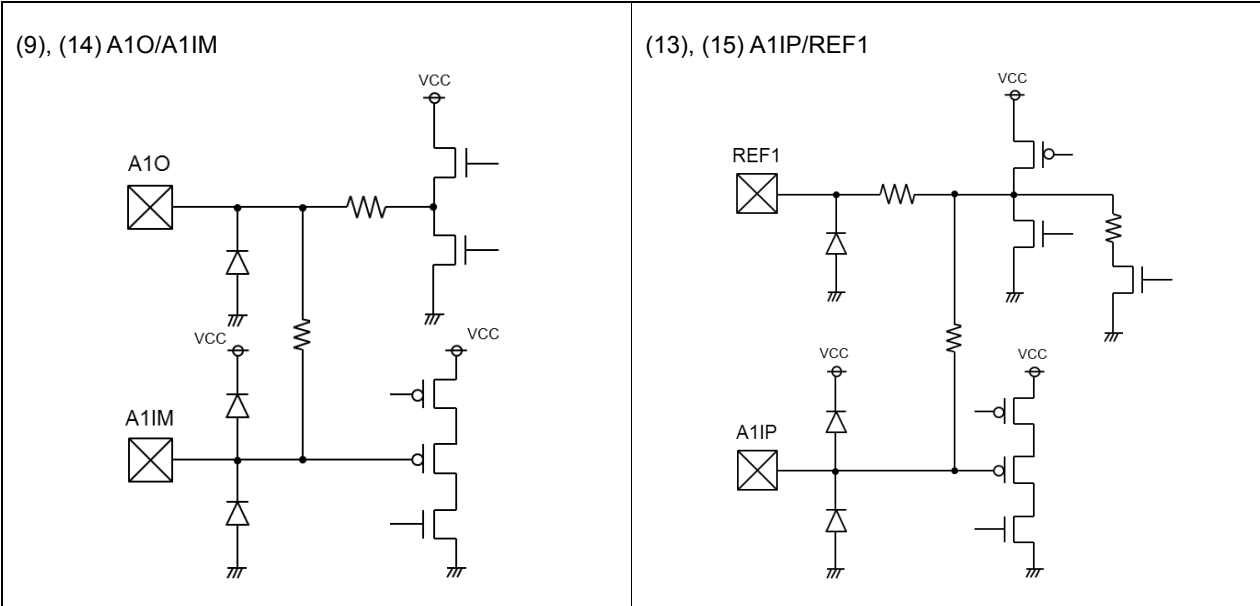 (9), (14) A1O/A1IM
VCC
A1O
VCC
VCC
A1IM
(13), (15) A1IP/REF1
VCC
REF1
VCC
VCC
A1IP